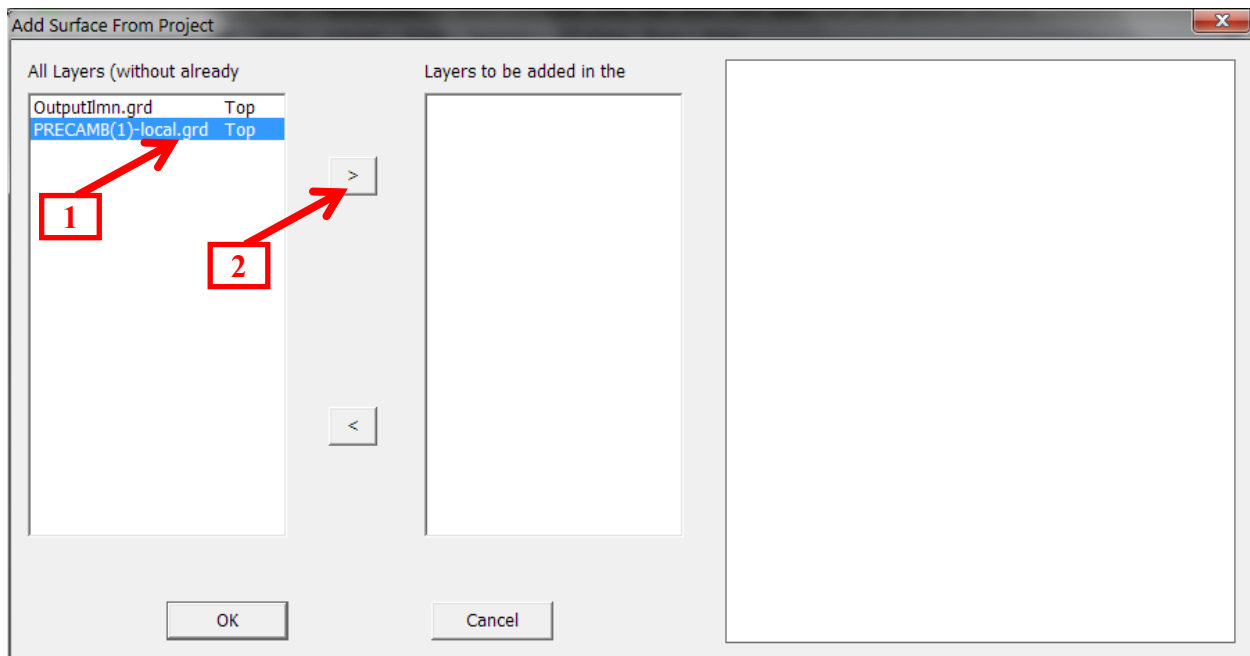 Add Surface From Project
All Layers (without already
Layers to be added in the
OutputIlmn.grd Top
PRECAMB(1)-local.grd Top
>
1
2
<
OK
Cancel